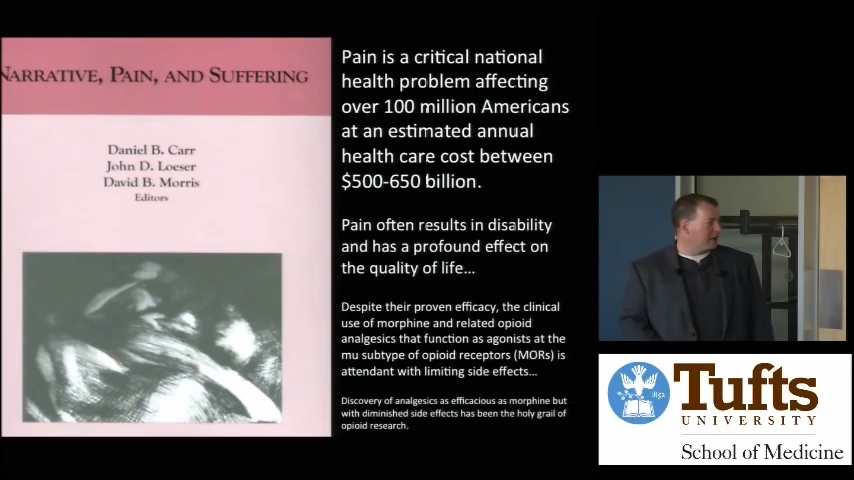 NARRATIVE, PAIN, AND SUFFERING
Daniel B. Carr
John D. Loeser
David B. Morris
Editors
Pain is a critical national
health problem affecting
over 100 million Americans
at an estimated annual
health care cost between
$500-650 billion.
Pain often results in disability
and has a profound effect on
the quality of life...
Despite their proven efficacy, the clinical
use of morphine and related opioid
analgesics that function as agonists at the
mu subtype of opioid receptors (MORs) is
attendant with limiting side effects...
Discovery of analgesics as efficacious as morphine but
with diminished side effects has been the holy grail of
opioid research.
1852
Tufts
UNIVERSITY
School of Medicine